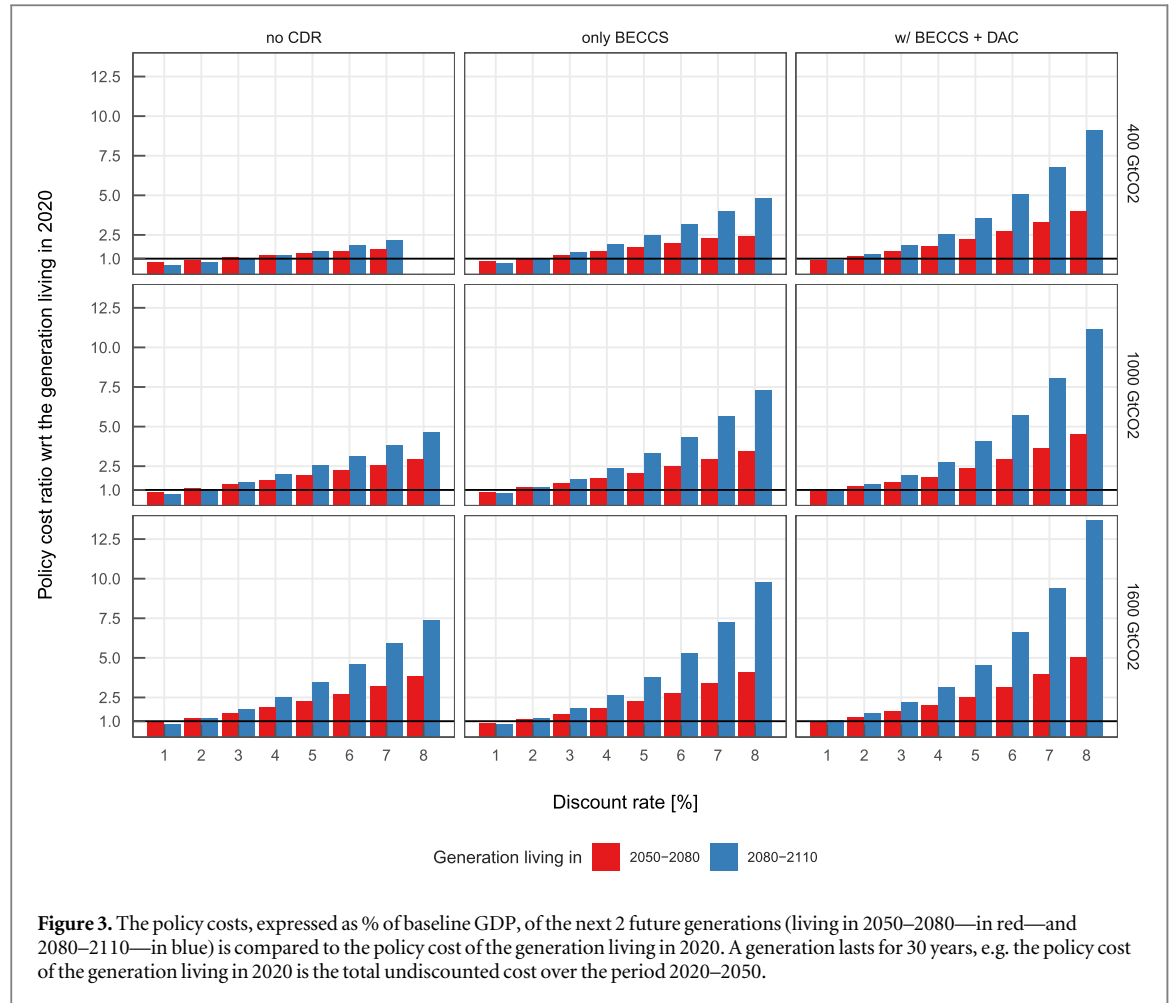 no CDR
only BECCS
w/ BECCS + DAC
12.5
10.0
7.5
5.0
2.5
1.0
400 GtCO2
12.5
10.0
7.5
5.0
2.5
1.0
1000 GtCO2
12.5
10.0
7.5
5.0
2.5
1.0
1600 GtCO2
Policy cost ratio wrt the generation living in 2020
1 2 3 4 5 6 7 8
1 2 3 4 5 6 7 8
1 2 3 4 5 6 7 8
Discount rate [%]
Generation living in 2050−2080 2080−2110
Figure 3. The policy costs, expressed as % of baseline GDP, of the next 2 future generations (living in 2050–2080—in red—and
2080–2110—in blue) is compared to the policy cost of the generation living in 2020. A generation lasts for 30 years, e.g. the policy cost
of the generation living in 2020 is the total undiscounted cost over the period 2020–2050.